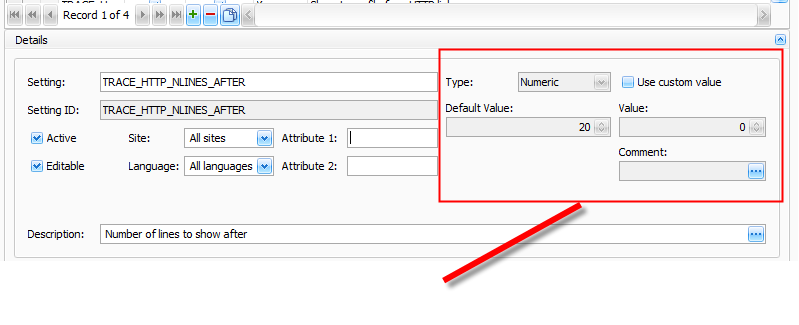 Record 1 of 4
Details
Setting: TRACE_HTTP_NLINES_AFTER Type: Numeric Use custom value
Setting ID: TRACE_HTTP_NLINES_AFTER Default Value: Value:
20 0
Active Site: All sites Attribute 1:
Comment:
Editable Language: All languages Attribute 2: ...
Description: Number of lines to show after ...